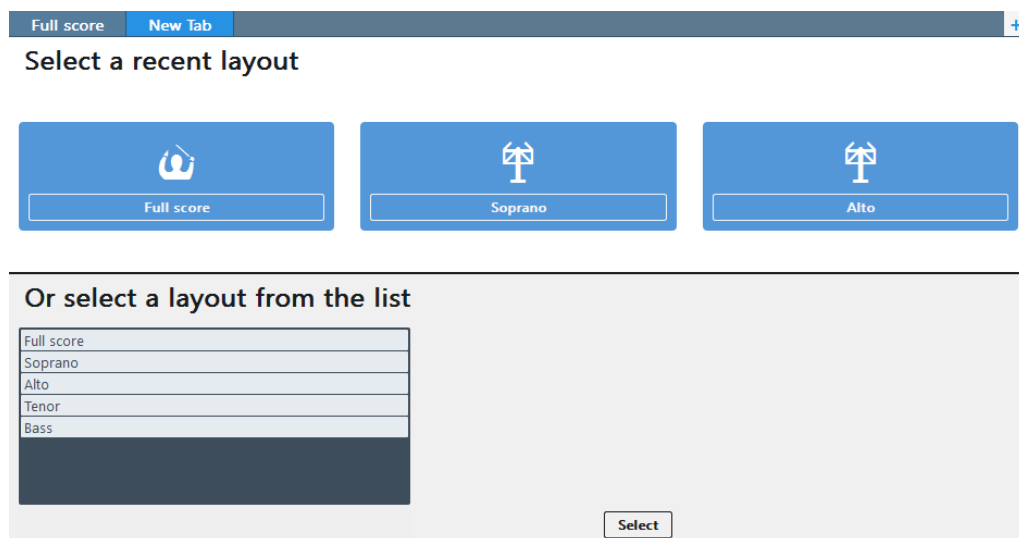 Full score New Tab +
Select a recent layout
Full score Soprano Alto
Or select a layout from the list
Full score
Soprano
Alto
Tenor
Bass
Select